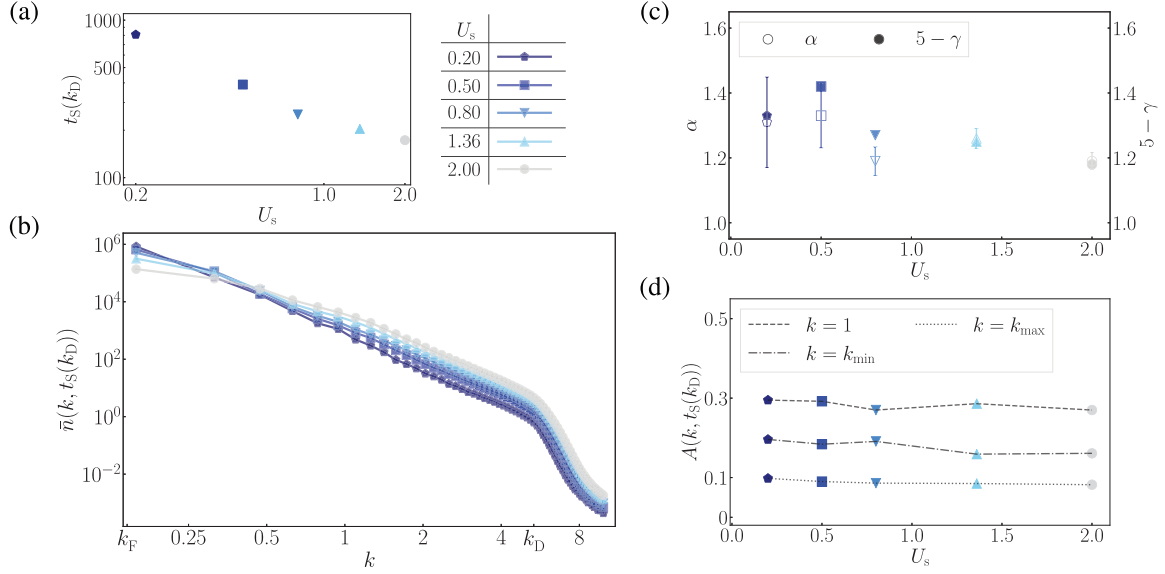 (a)
1000
500
100
t_S(k_D)
0.2
1.0
2.0
U_s
U_s
0.20
0.50
0.80
1.36
2.00
(b)
10^6
10^4
10^2
10^0
10^−2
n̄(k, t_S(k_D))
k_F
0.25
0.5
1
2
4
k_D
8
k
(c)
α
5 − γ
1.6
1.4
1.2
1.0
α
1.6
1.4
1.2
1.0
5 − γ
0.0
0.5
1.0
1.5
2.0
U_s
(d)
k = 1
k = k_max
k = k_min
0.5
0.3
0.1
0
A(k, t_S(k_D))
0.0
0.5
1.0
1.5
2.0
U_s